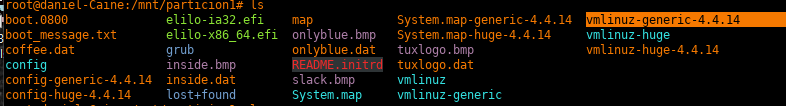 root@daniel-Caine:/mnt/particion1# ls
boot.0800 elilo-ia32.efi map System.map-generic-4.4.14 vmlinuz-generic-4.4.14
boot_message.txt elilo-x86_64.efi onlyblue.bmp System.map-huge-4.4.14 vmlinuz-huge
coffee.dat grub onlyblue.dat tuxlogo.bmp vmlinuz-huge-4.4.14
config inside.bmp README.initrd tuxlogo.dat
config-generic-4.4.14 inside.dat slack.bmp vmlinuz
config-huge-4.4.14 lost+found System.map vmlinuz-generic